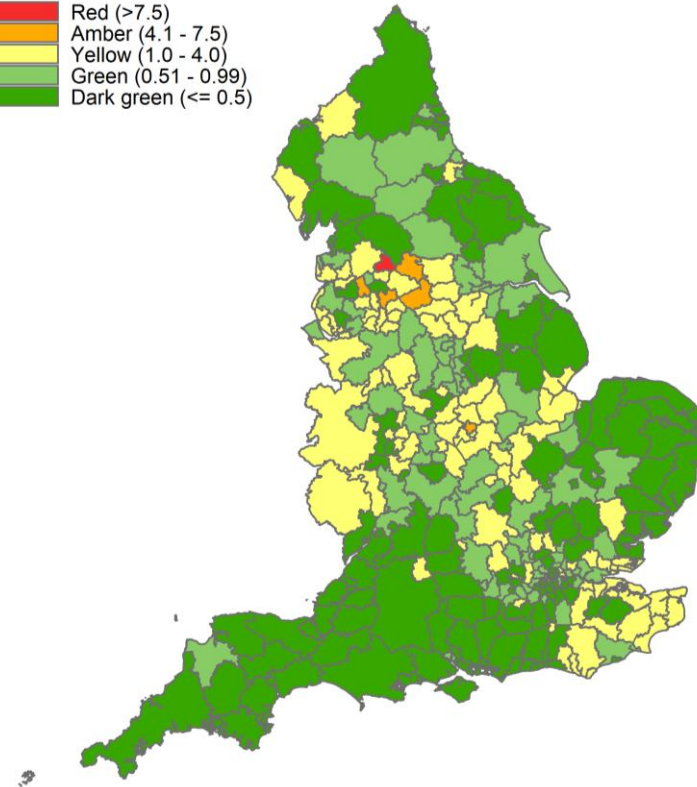 Red (>7.5)
Amber (4.1 - 7.5)
Yellow (1.0 - 4.0)
Green (0.51 - 0.99)
Dark green (<= 0.5)